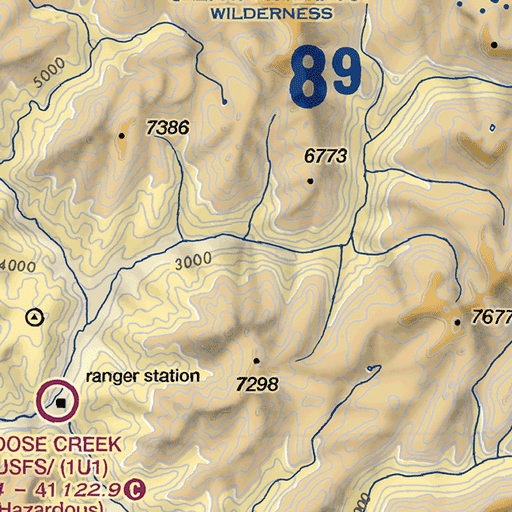 WILDERNESS
89
5000
7386
6773
4000
3000
7677
ranger station
7298
OOSE CREEK
USFS/ (1U1)
4 - 41 122.9 C
Hazardous)